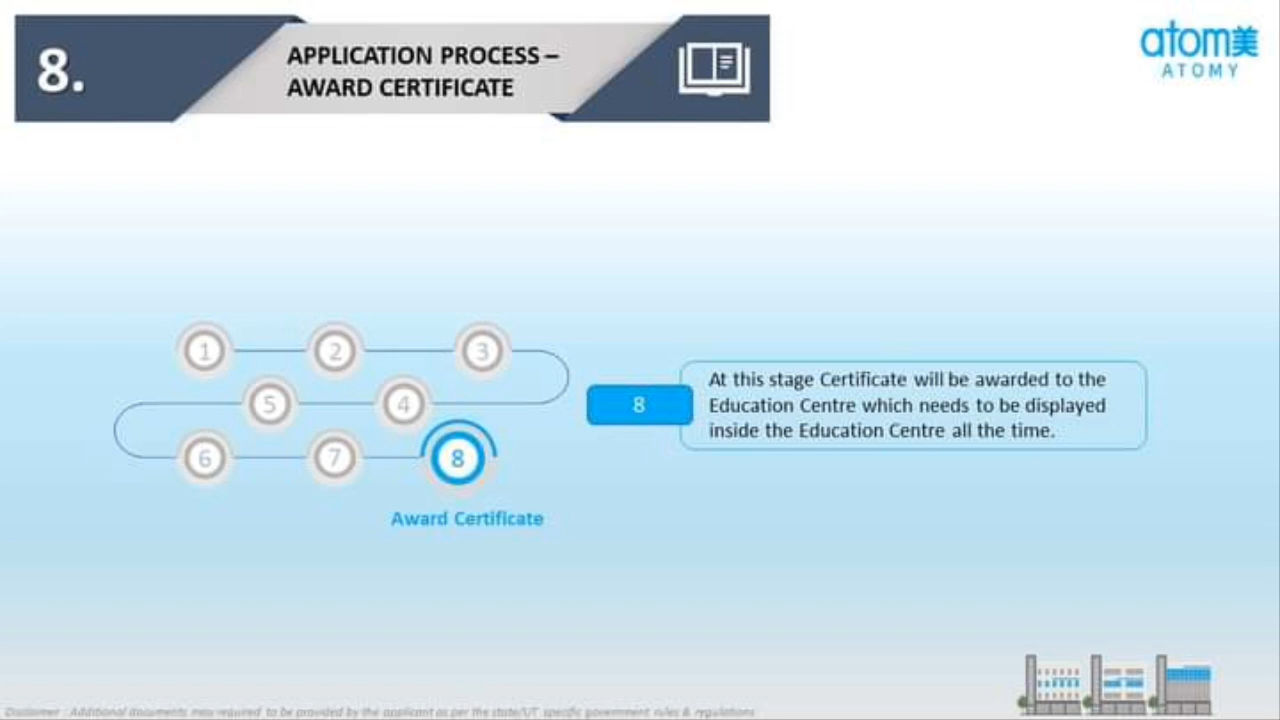 8.
APPLICATION PROCESS –
AWARD CERTIFICATE
atom美
ATOMY
1
2
3
5
4
6
7
8
Award Certificate
8
At this stage Certificate will be awarded to the
Education Centre which needs to be displayed
inside the Education Centre all the time.
Disclaimer : Additional documents may required to be provided by the applicant as per the state/UT specific government rules & regulations